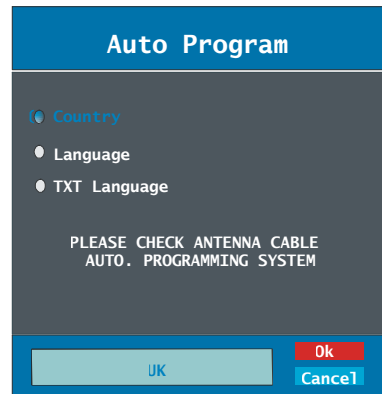 Auto Program
Country
Language
TXT Language
PLEASE CHECK ANTENNA CABLE
AUTO. PROGRAMMING SYSTEM
Ok
UK
Cancel